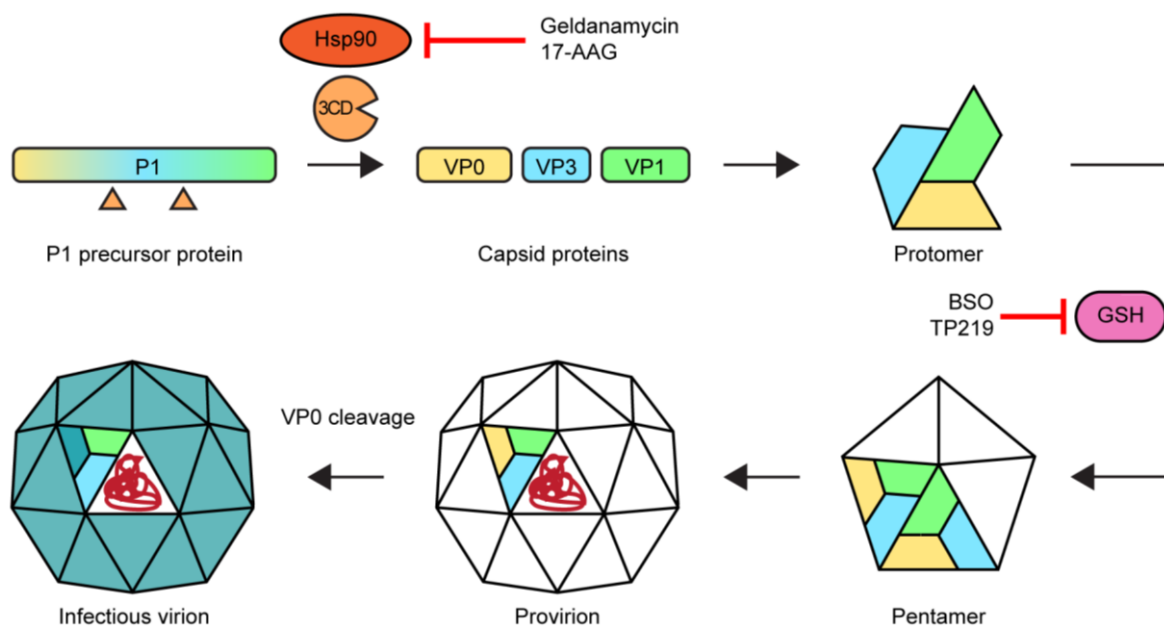 Hsp90
Geldanamycin
17-AAG
3CD
P1
VP0
VP3
VP1
P1 precursor protein
Capsid proteins
Protomer
BSO
TP219
GSH
VP0 cleavage
Infectious virion
Provirion
Pentamer